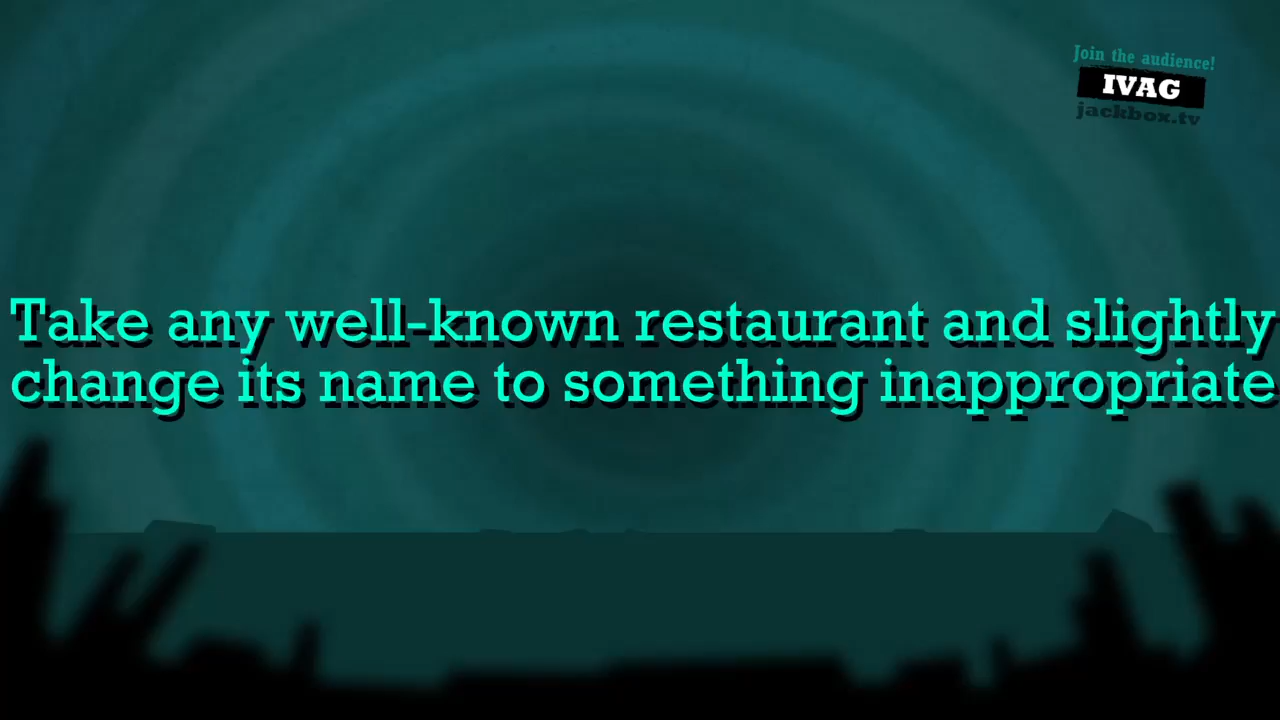 Join the audience!
IVAG
jackbox.tv
Take any well-known restaurant and slightly
change its name to something inappropriate